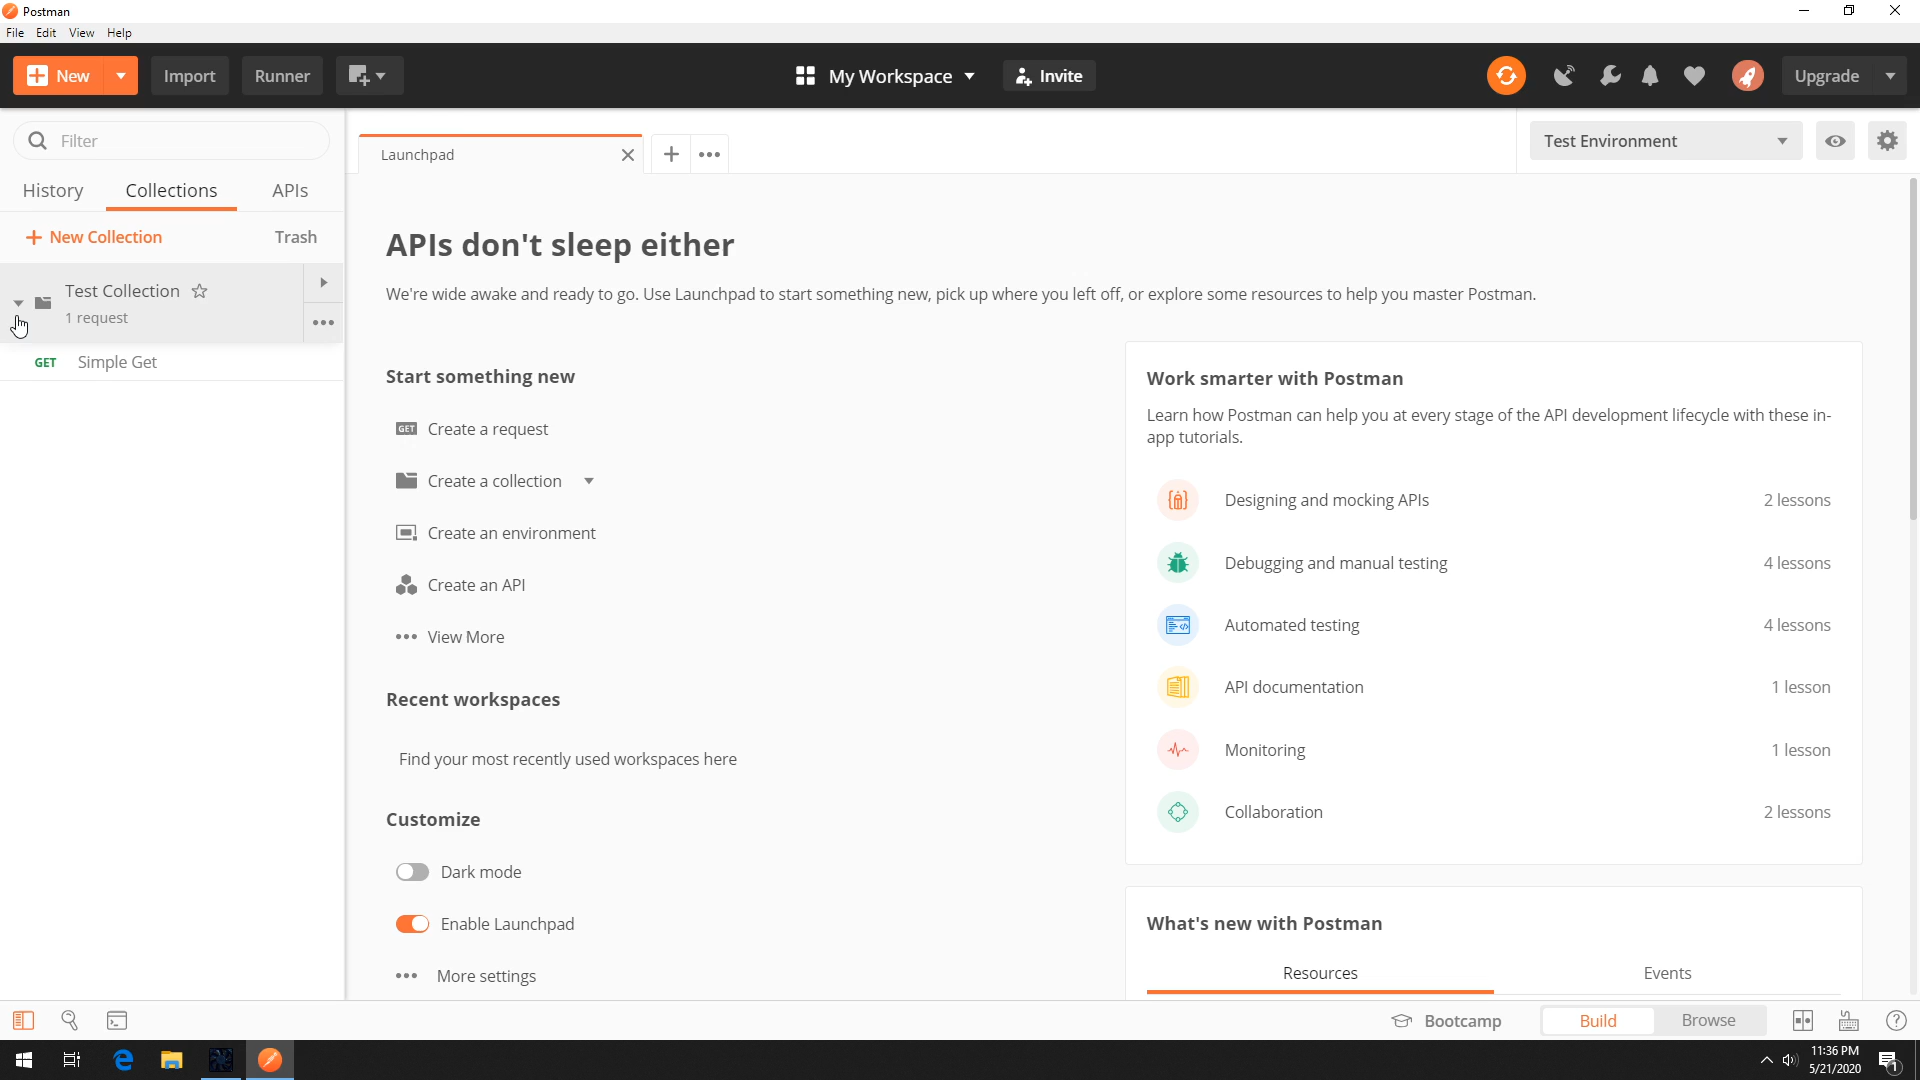 Postman
File Edit View Help
New Import Runner My Workspace Invite Upgrade
Filter
Launchpad
Test Environment
History Collections APIs
New Collection Trash
Test Collection
1 request
GET Simple Get
APIs don't sleep either
We're wide awake and ready to go. Use Launchpad to start something new, pick up where you left off, or explore some resources to help you master Postman.
Start something new
GET Create a request
Create a collection
Create an environment
Create an API
View More
Recent workspaces
Find your most recently used workspaces here
Customize
Dark mode
Enable Launchpad
More settings
Work smarter with Postman
Learn how Postman can help you at every stage of the API development lifecycle with these in-
app tutorials.
Designing and mocking APIs 2 lessons
Debugging and manual testing 4 lessons
Automated testing 4 lessons
API documentation 1 lesson
Monitoring 1 lesson
Collaboration 2 lessons
What's new with Postman
Resources Events
Bootcamp Build Browse
11:36 PM
5/21/2020
1